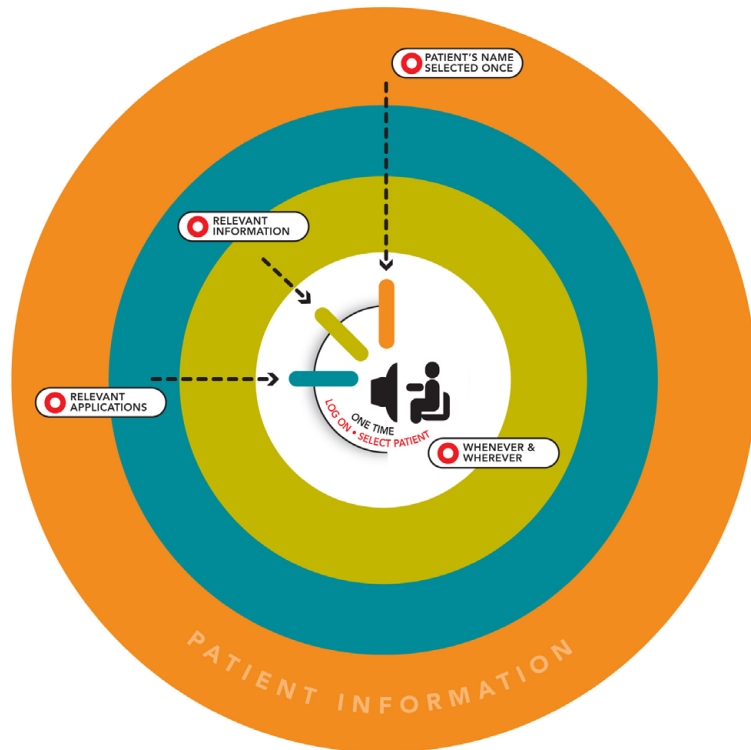 PATIENT'S NAME
SELECTED ONCE
RELEVANT
INFORMATION
RELEVANT
APPLICATIONS
ONE TIME
LOG ON • SELECT PATIENT
WHENEVER &
WHEREVER
PATIENT INFORMATION